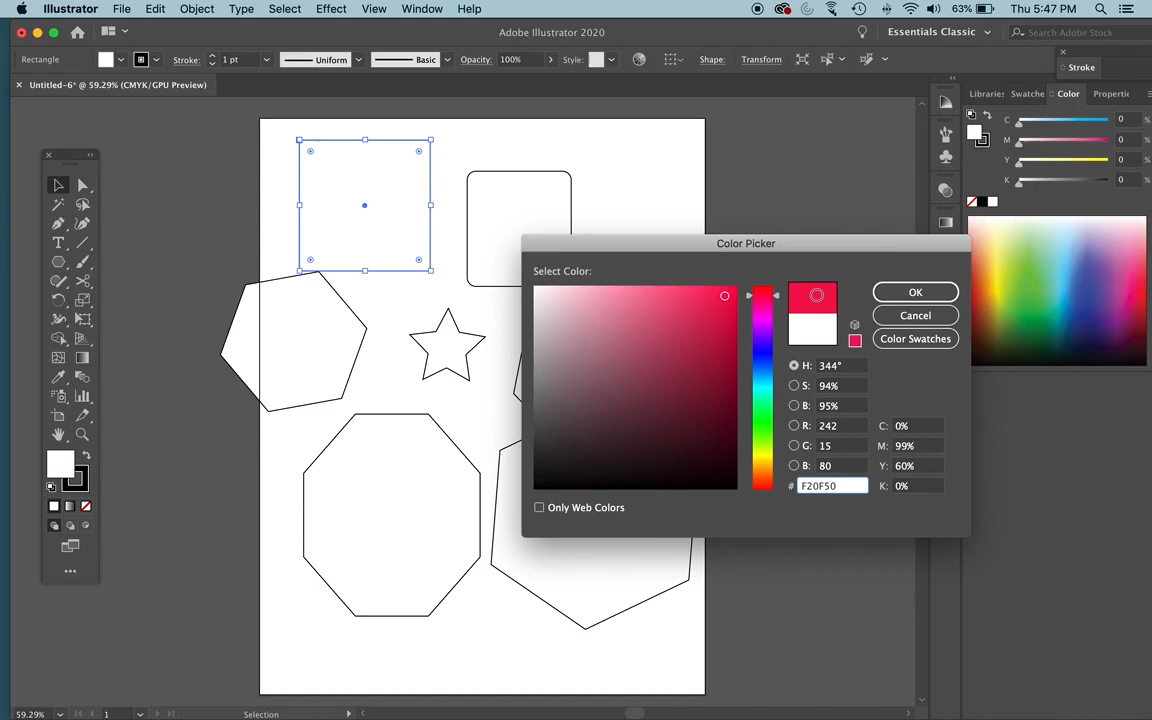 Illustrator File Edit Object Type Select Effect View Window Help 63% Thu 5:47 PM
Adobe Illustrator 2020 Essentials Classic Search Adobe Stock
Rectangle Stroke: 1 pt Uniform Basic Opacity: 100% Style: Shape: Transform
Stroke
Untitled-6* @ 59.29% (CMYK/GPU Preview)
Libraries Swatche Color Properti
C 0 %
M 0 %
Y 0 %
K 0 %
Color Picker
Select Color:
OK
Cancel
Color Swatches
H: 344°
S: 94%
B: 95%
R: 242 C: 0%
G: 15 M: 99%
B: 80 Y: 60%
# F20F50 K: 0%
Only Web Colors
59.29% 1 Selection